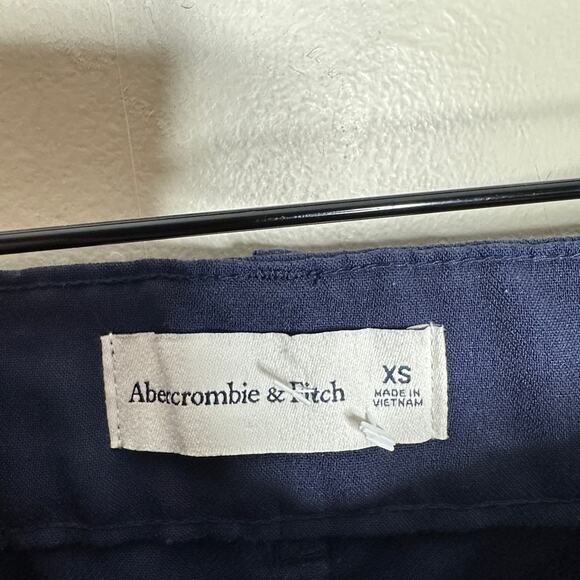 Abercrombie & Fitch
XS
MADE IN
VIETNAM